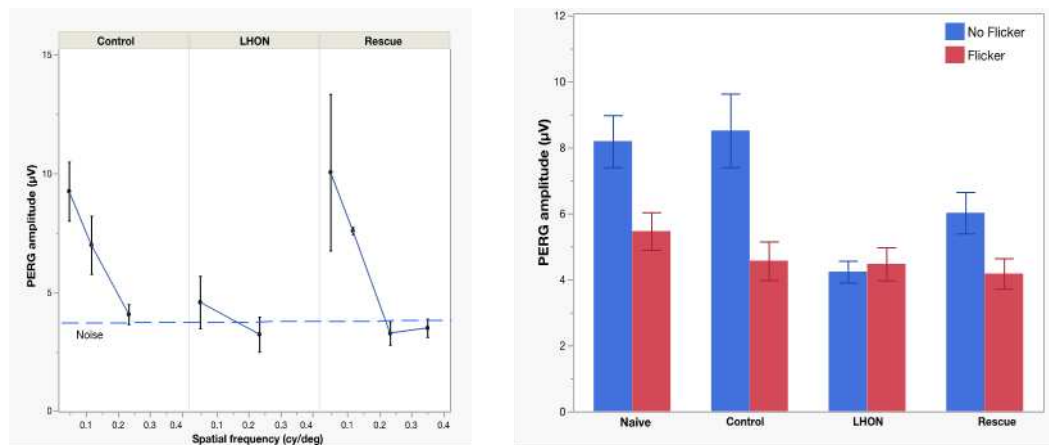 Control LHON Rescue
15
10
5
0
PERG amplitude (µV)
Noise
0.1 0.2 0.3 0.4 0.1 0.2 0.3 0.4 0.1 0.2 0.3 0.4
Spatial frequency (cy/deg)
12
10
8
6
4
2
0
PERG amplitude (µV)
No Flicker
Flicker
Naive Control LHON Rescue